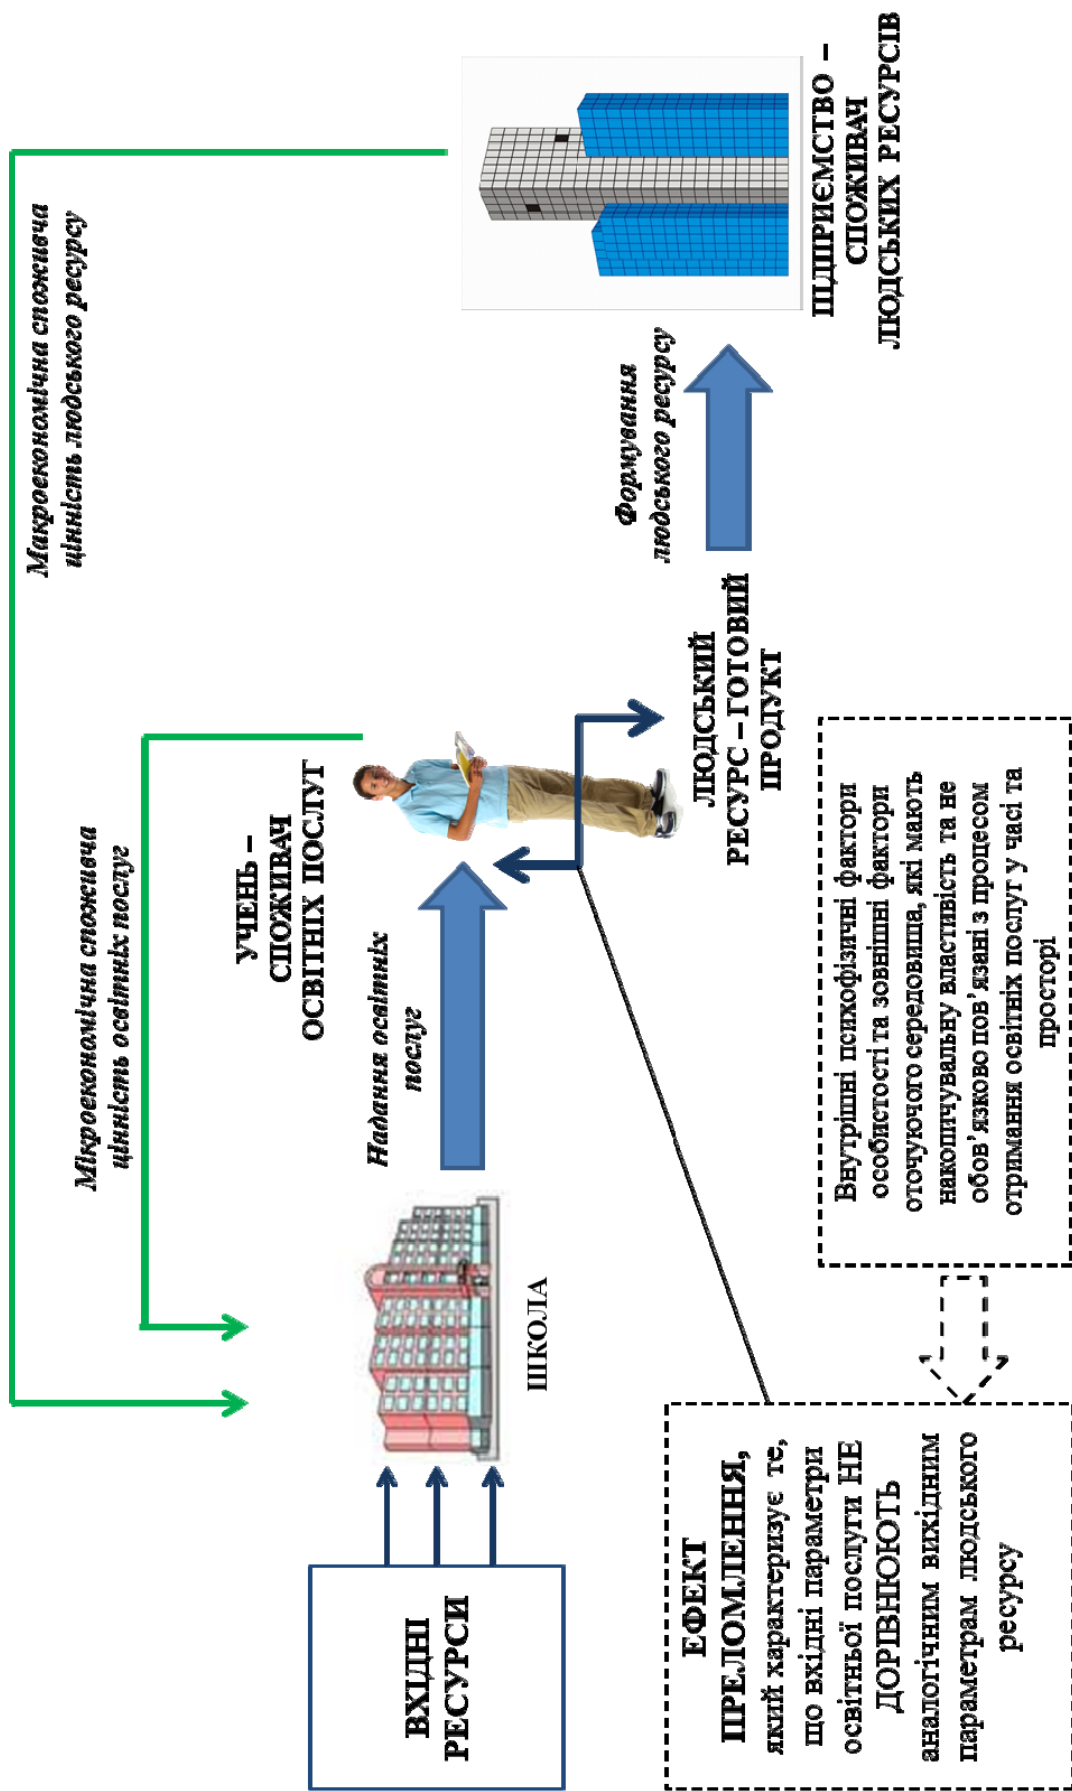 Макроекономічна споживча
цінність людського ресурсу
Мікроекономічна споживча
цінність освітніх послуг
УЧЕНЬ –
СПОЖИВАЧ
ОСВІТНІХ ПОСЛУГ
Надання освітніх
послуг
ШКОЛА
ВХІДНІ
РЕСУРСИ
Формування
людського ресурсу
ПІДПРИЄМСТВО –
СПОЖИВАЧ
ЛЮДСЬКИХ РЕСУРСІВ
ЛЮДСЬКИЙ
РЕСУРС – ГОТОВИЙ
ПРОДУКТ
ЕФЕКТ
ПРЕЛОМЛЕННЯ,
який характеризує те,
що вхідні параметри
освітньої послуги НЕ
ДОРІВНЮЮТЬ
аналогічним вихідним
параметрам людського
ресурсу
Внутрішні психофізичні фактори
особистості та зовнішні фактори
оточуючого середовища, які мають
накопичувальну властивість та не
обов’язково пов’язані з процесом
отримання освітніх послуг у часі та
просторі